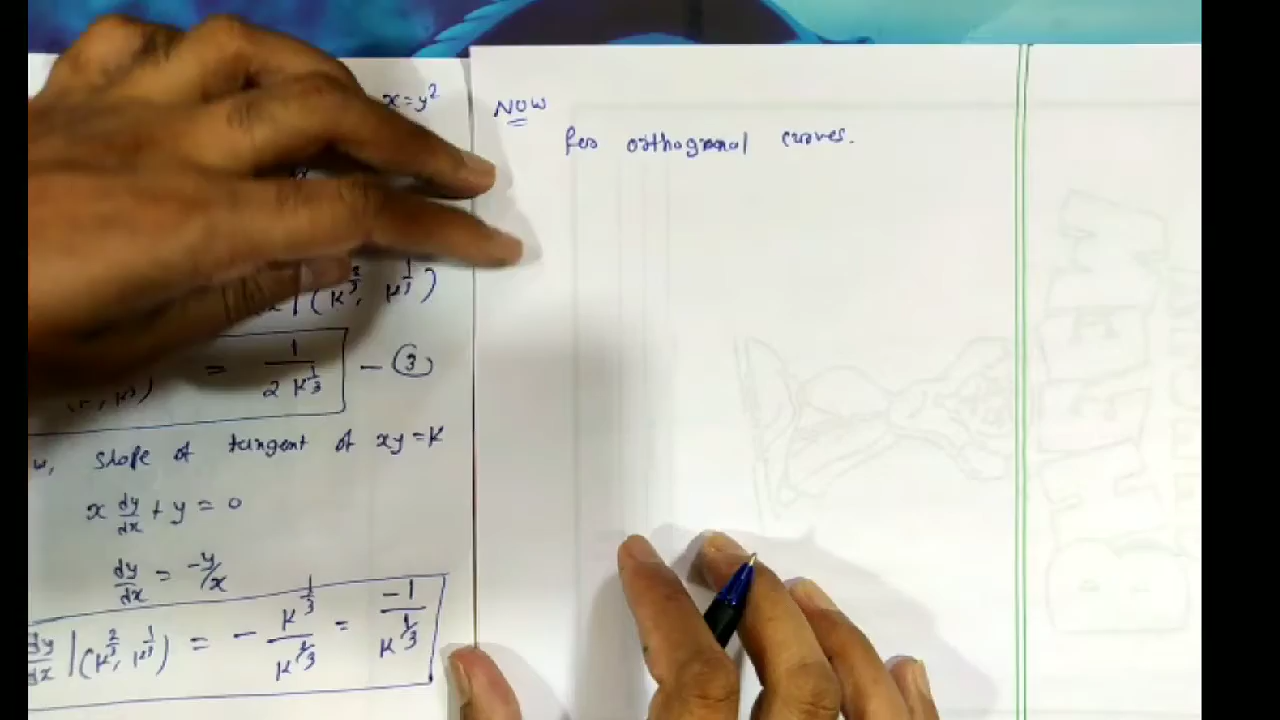 x=y²
(k^{2/3}, k^{1/3})
= 1/(2 k^{1/3}) — ③
slope of tangent of xy=k
x dy/dx + y = 0
dy/dx = -y/x
dy/dx |(k^{2/3}, k^{1/3}) = - k^{1/3}/k^{2/3} = -1/k^{1/3}
NOW
for orthogonal curves.